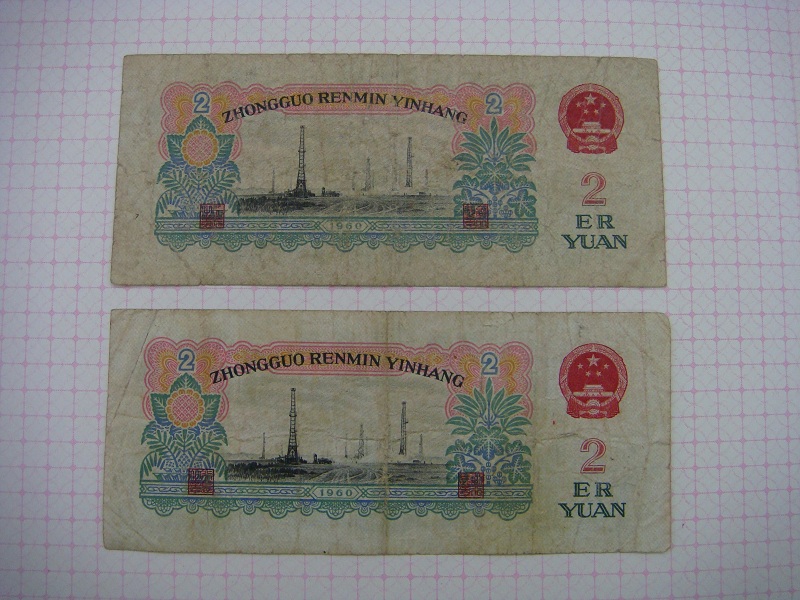 2 ZHONGGUO RENMIN YINHANG 2
2
ER
YUAN
1960
2 ZHONGGUO RENMIN YINHANG 2
2
ER
YUAN
1960